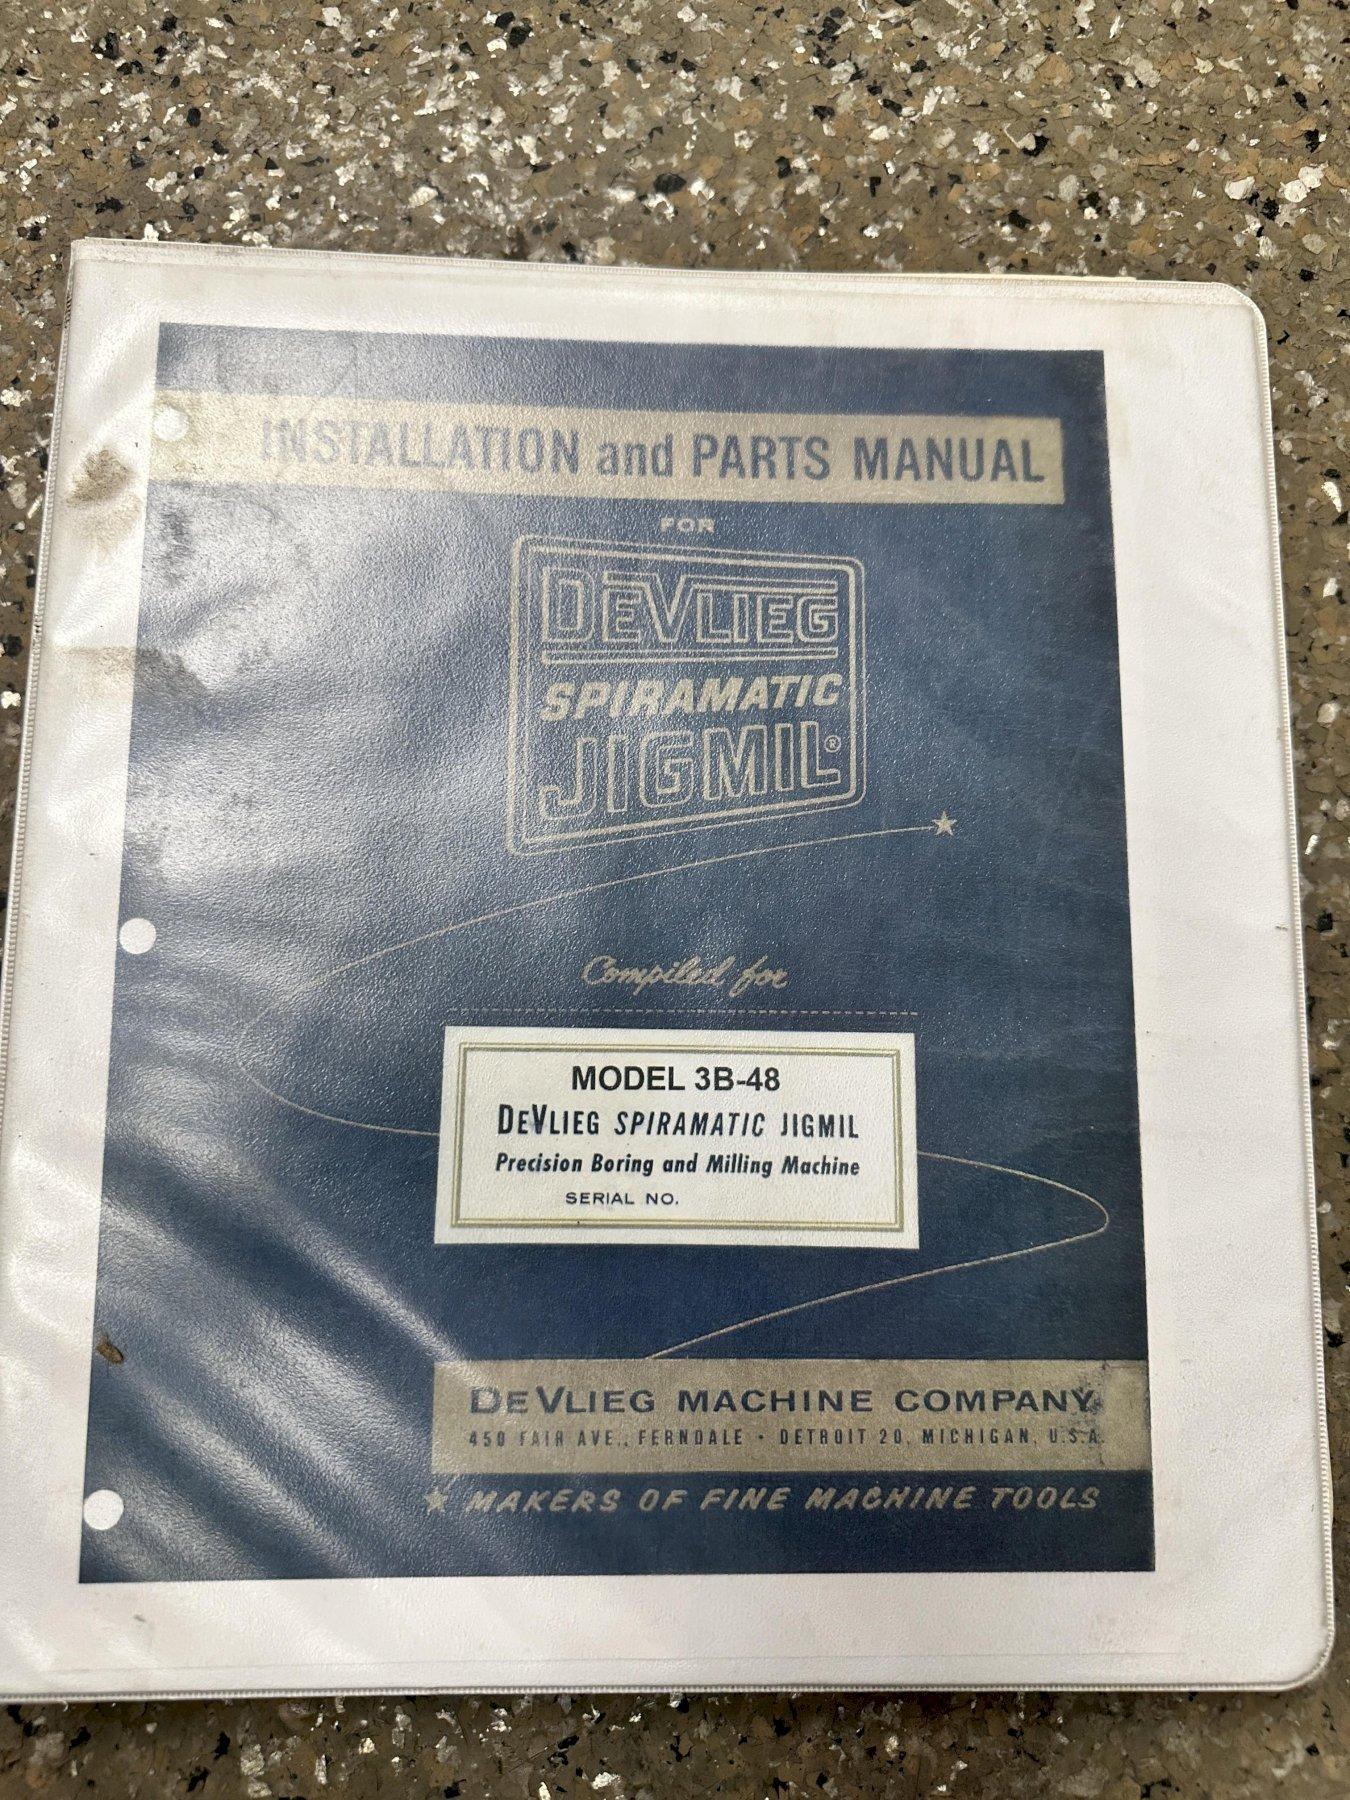 INSTALLATION and PARTS MANUAL
FOR
DEVLIEG
SPIRAMATIC
JIGMIL®
Compiled for
MODEL 3B-48
DEVLIEG SPIRAMATIC JIGMIL
Precision Boring and Milling Machine
SERIAL NO.
DEVLIEG MACHINE COMPANY
450 FAIR AVE., FERNDALE • DETROIT 20, MICHIGAN, U.S.A.
★ MAKERS OF FINE MACHINE TOOLS